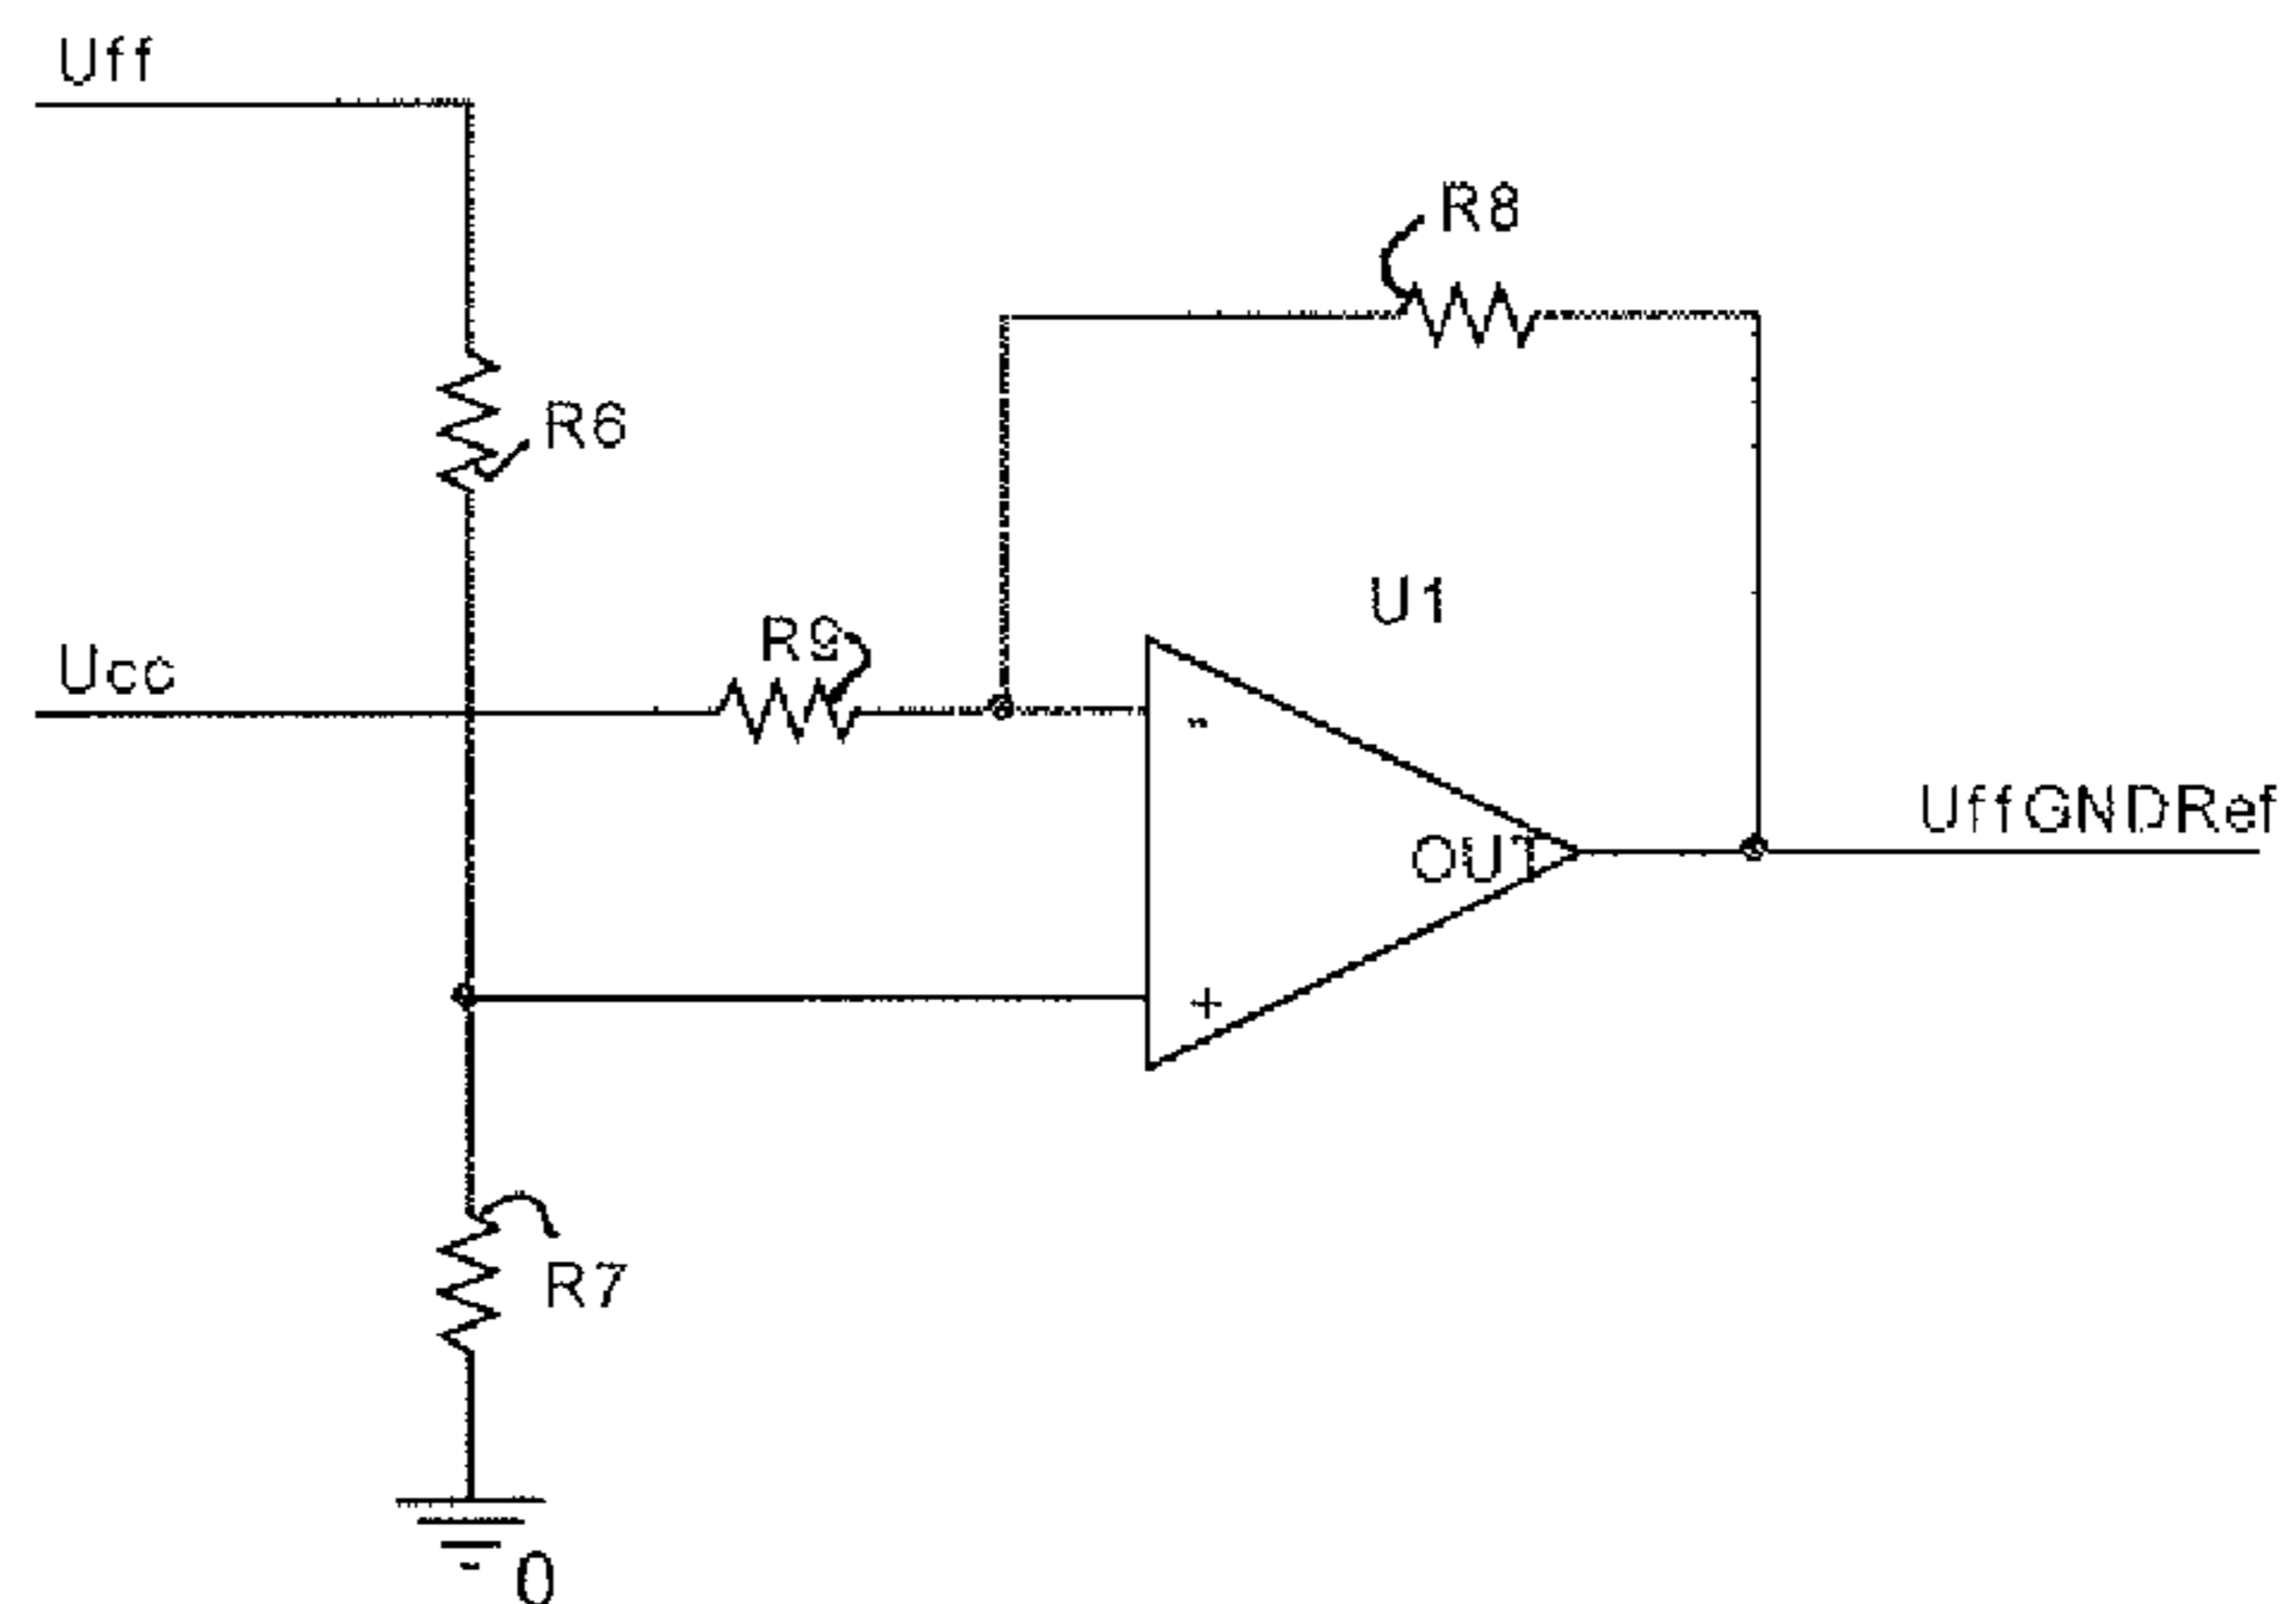 Uff
R8
R6
U1
R9
Ucc
-
UffGNDRef
OUT
+
R7
0